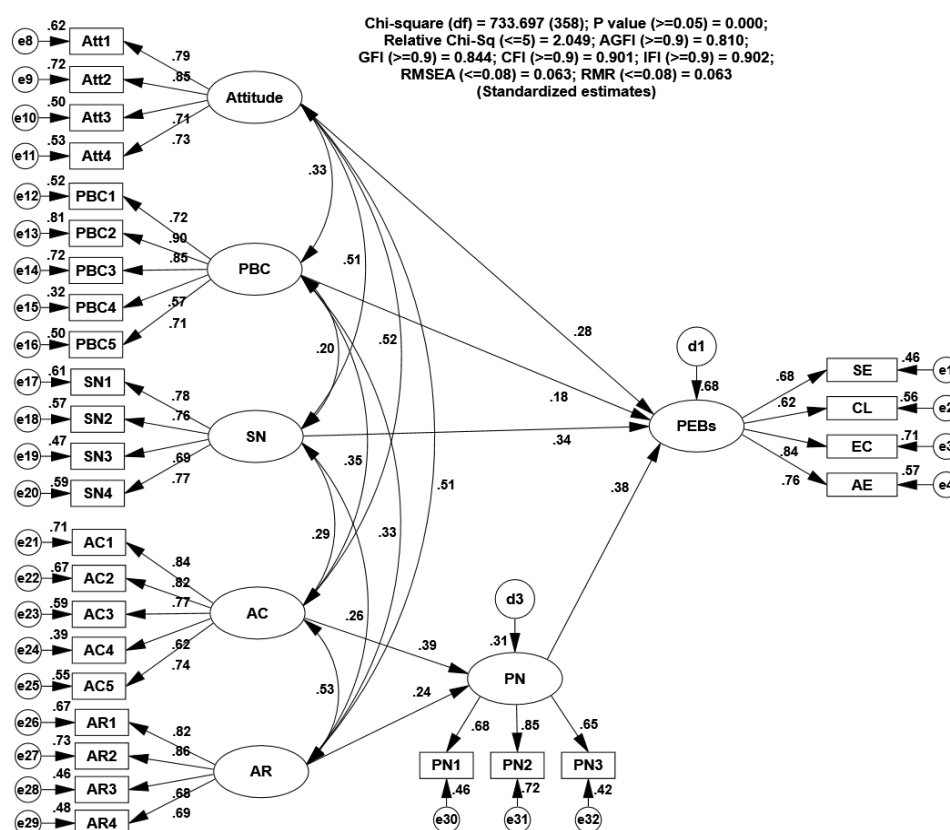 Chi-square (df) = 733.697 (358); P value (>=0.05) = 0.000;
Relative Chi-Sq (<=5) = 2.049; AGFI (>=0.9) = 0.810;
GFI (>=0.9) = 0.844; CFI (>=0.9) = 0.901; IFI (>=0.9) = 0.902;
RMSEA (<=0.08) = 0.063; RMR (<=0.08) = 0.063
(Standardized estimates)
e8 .62 Att1
e9 .72 Att2
e10 .50 Att3
e11 .53 Att4
.79
.85
.71
.73
Attitude
e12 .52 PBC1
e13 .81 PBC2
e14 .72 PBC3
e15 .32 PBC4
e16 .50 PBC5
.72
.90
.85
.57
.71
PBC
e17 .61 SN1
e18 .57 SN2
e19 .47 SN3
e20 .59 SN4
.78
.76
.69
.77
SN
e21 .71 AC1
e22 .67 AC2
e23 .59 AC3
e24 .39 AC4
e25 .55 AC5
.84
.82
.77
.62
.74
AC
e26 .67 AR1
e27 .73 AR2
e28 .46 AR3
e29 .48 AR4
.82
.86
.68
.69
AR
.33
.51
.52
.20
.35
.51
.29
.33
.26
.53
.28
.18
.34
.38
.39
.24
d1
.68
PEBs
.68
.62
.84
.76
SE .46
CL .56
EC .71
AE .57
d3
.31
PN
.68 .85 .65
PN1 PN2 PN3
.46 .72 .42
e30 e31 e32